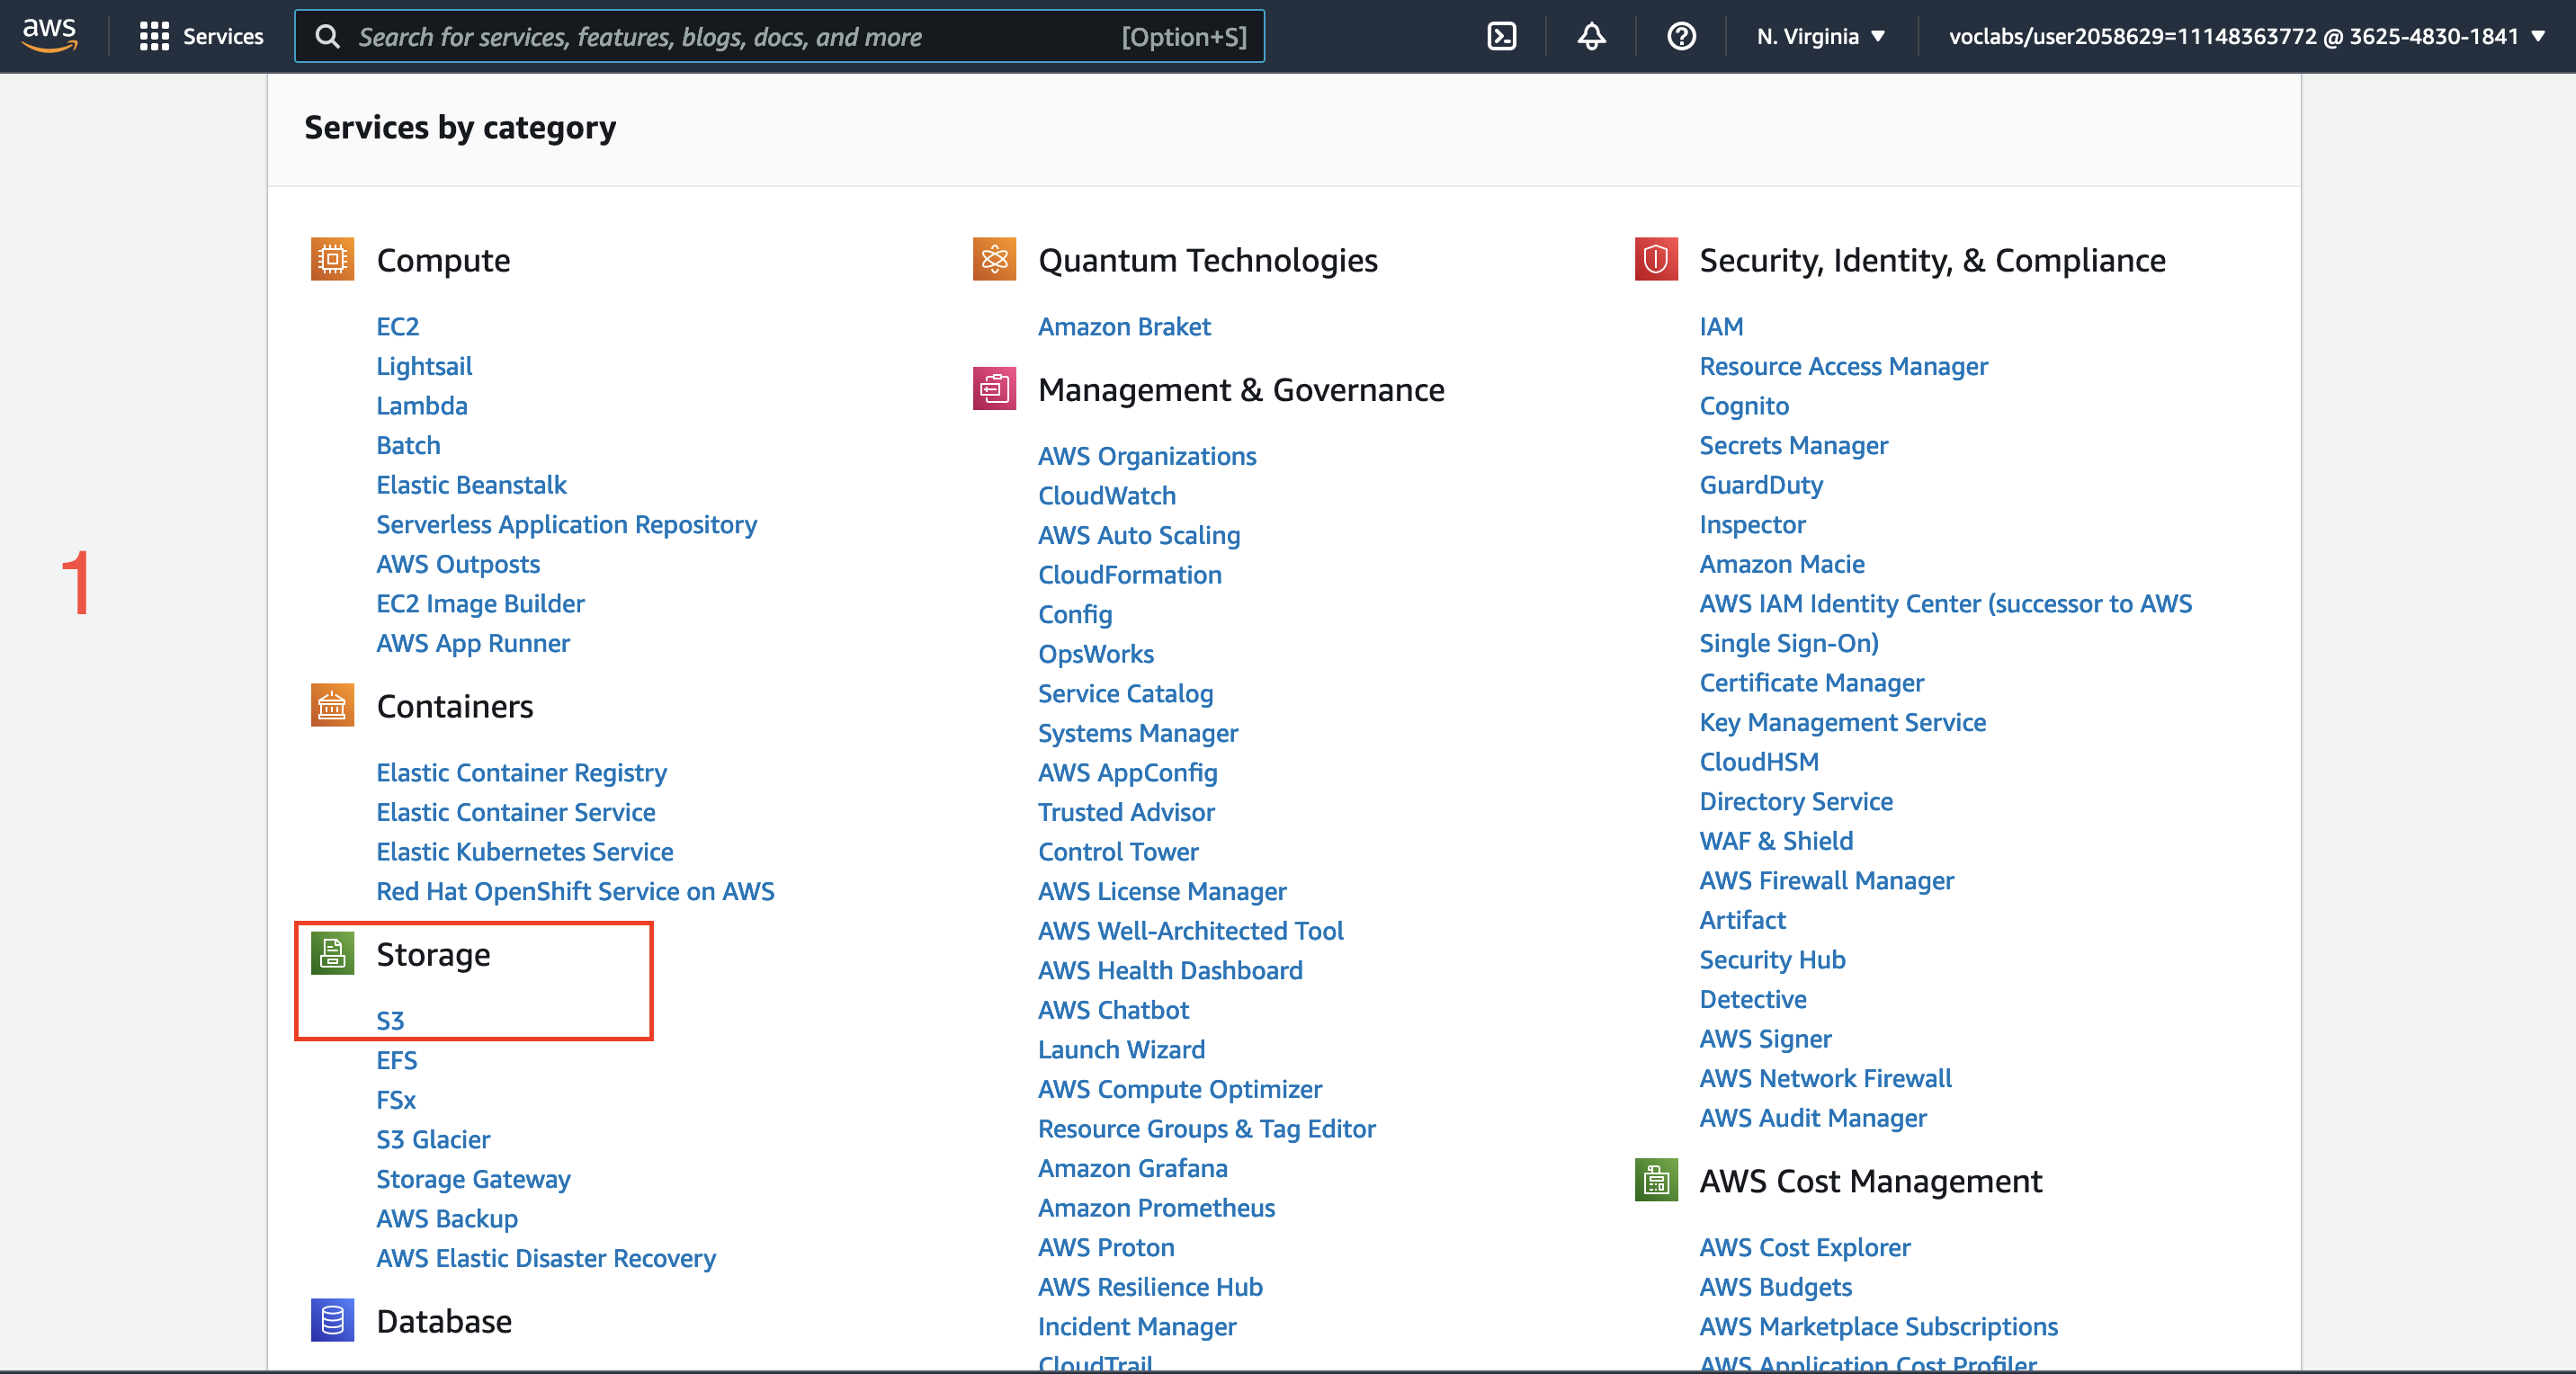 aws
Services
Search for services, features, blogs, docs, and more
[Option+S]
N. Virginia
voclabs/user2058629=11148363772 @ 3625-4830-1841
Services by category
1
Compute
EC2
Lightsail
Lambda
Batch
Elastic Beanstalk
Serverless Application Repository
AWS Outposts
EC2 Image Builder
AWS App Runner
Containers
Elastic Container Registry
Elastic Container Service
Elastic Kubernetes Service
Red Hat OpenShift Service on AWS
Storage
S3
EFS
FSx
S3 Glacier
Storage Gateway
AWS Backup
AWS Elastic Disaster Recovery
Database
Quantum Technologies
Amazon Braket
Management & Governance
AWS Organizations
CloudWatch
AWS Auto Scaling
CloudFormation
Config
OpsWorks
Service Catalog
Systems Manager
AWS AppConfig
Trusted Advisor
Control Tower
AWS License Manager
AWS Well-Architected Tool
AWS Health Dashboard
AWS Chatbot
Launch Wizard
AWS Compute Optimizer
Resource Groups & Tag Editor
Amazon Grafana
Amazon Prometheus
AWS Proton
AWS Resilience Hub
Incident Manager
CloudTrail
Security, Identity, & Compliance
IAM
Resource Access Manager
Cognito
Secrets Manager
GuardDuty
Inspector
Amazon Macie
AWS IAM Identity Center (successor to AWS
Single Sign-On)
Certificate Manager
Key Management Service
CloudHSM
Directory Service
WAF & Shield
AWS Firewall Manager
Artifact
Security Hub
Detective
AWS Signer
AWS Network Firewall
AWS Audit Manager
AWS Cost Management
AWS Cost Explorer
AWS Budgets
AWS Marketplace Subscriptions
AWS Application Cost Profiler